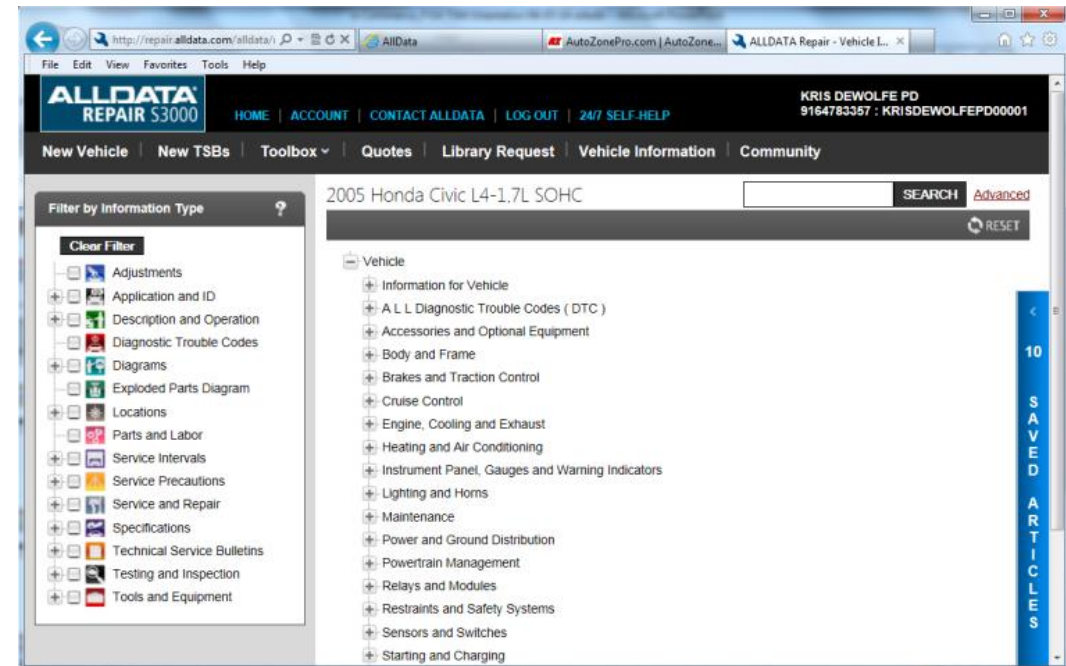 http://repair.alldata.com/alldata/
AllData
AutoZonePro.com | AutoZone...
ALLDATA Repair - Vehicle I...
File Edit View Favorites Tools Help
ALLDATA
REPAIR S3000
HOME | ACCOUNT | CONTACT ALLDATA | LOG OUT | 24/7 SELF-HELP
KRIS DEWOLFE PD
9164783357 : KRISDEWOLFEPD00001
New Vehicle | New TSBs | Toolbox | Quotes | Library Request | Vehicle Information | Community
Filter by Information Type ?
Clear Filter
Adjustments
Application and ID
Description and Operation
Diagnostic Trouble Codes
Diagrams
Exploded Parts Diagram
Locations
Parts and Labor
Service Intervals
Service Precautions
Service and Repair
Specifications
Technical Service Bulletins
Testing and Inspection
Tools and Equipment
2005 Honda Civic L4-1.7L SOHC
SEARCH Advanced
RESET
Vehicle
Information for Vehicle
A L L Diagnostic Trouble Codes ( DTC )
Accessories and Optional Equipment
Body and Frame
Brakes and Traction Control
Cruise Control
Engine, Cooling and Exhaust
Heating and Air Conditioning
Instrument Panel, Gauges and Warning Indicators
Lighting and Horns
Maintenance
Power and Ground Distribution
Powertrain Management
Relays and Modules
Restraints and Safety Systems
Sensors and Switches
Starting and Charging
10 SAVED ARTICLES